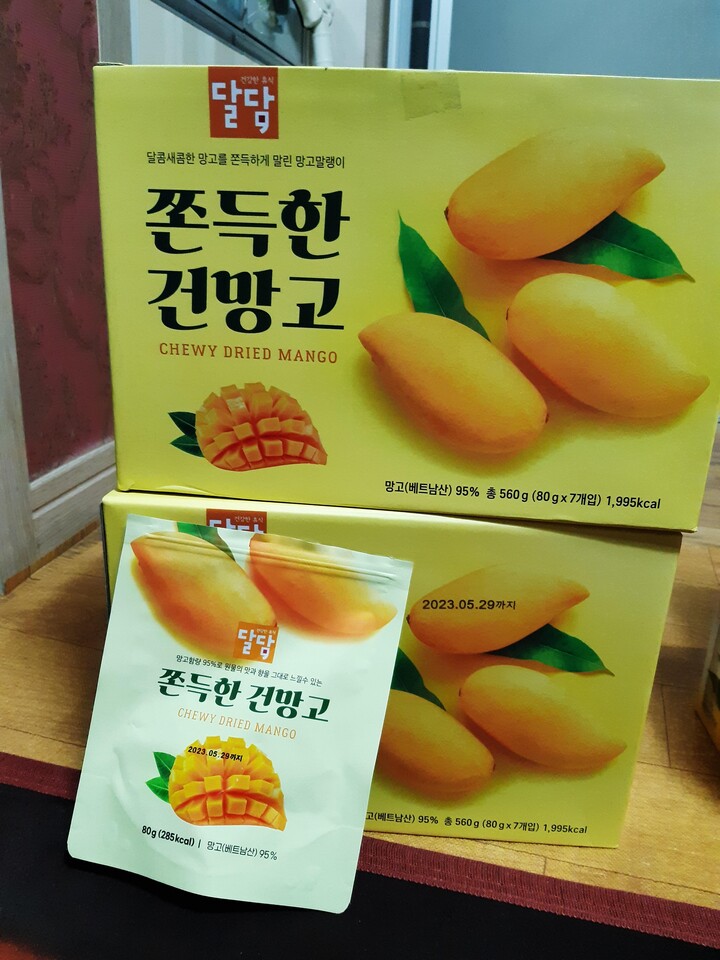 건강한 휴식
달담
달콤새콤한 망고를 쫀득하게 말린 망고말랭이
쫀득한
건망고
CHEWY DRIED MANGO
망고(베트남산) 95% 총 560g (80g x 7개입) 1,995kcal
건강한 휴식
달담
2023.05.29까지
고(베트남산) 95% 총 560g (80g x 7개입) 1,995kcal
건강한 휴식
달담
망고함량 95%로 원물의 맛과 향을 그대로 느낄수 있는
쫀득한 건망고
CHEWY DRIED MANGO
2023.05.29까지
80g (285kcal) | 망고(베트남산) 95%